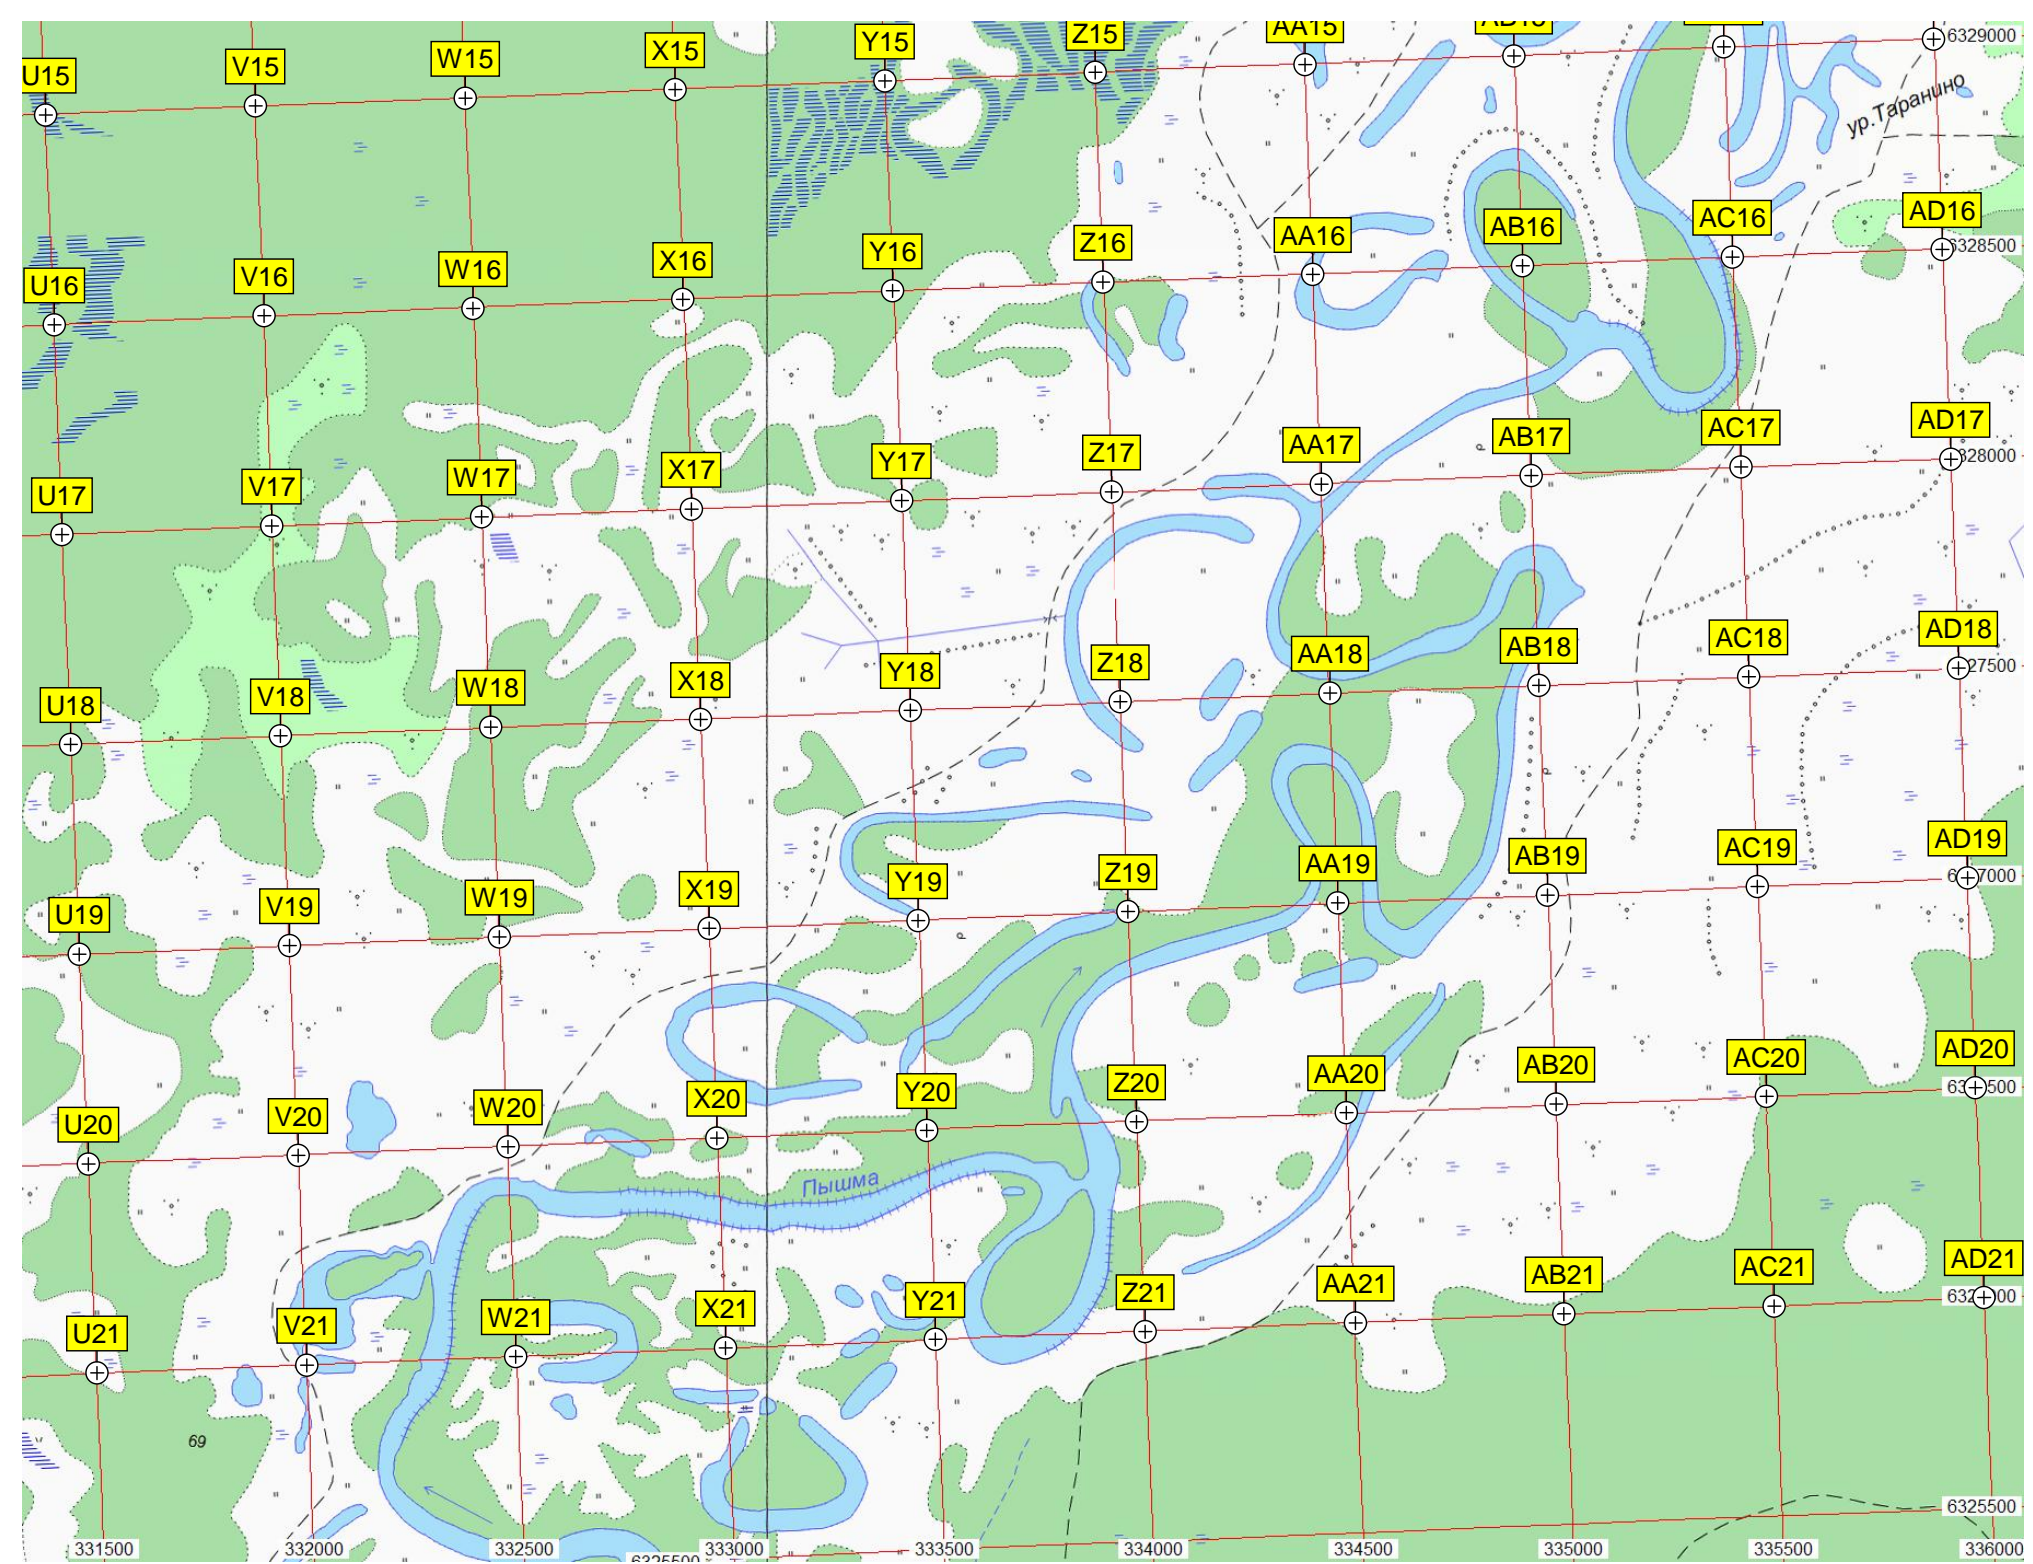 U15 V15 W15 X15 Y15 Z15 AA15 6329000
ур.Таранино
U16 V16 W16 X16 Y16 Z16 AA16 AB16 AC16 AD16
6328500
U17 V17 W17 X17 Y17 Z17 AA17 AB17 AC17 AD17
U18 V18 W18 X18 Y18 Z18 AA18 AB18 AC18 AD18
U19 V19 W19 X19 Y19 Z19 AA19 AB19 AC19 AD19
U20 V20 W20 X20 Y20 Z20 AA20 AB20 AC20 AD20
Пышма
U21 V21 W21 X21 Y21 Z21 AA21 AB21 AC21 AD21
69
6325500
331500 332000 332500 333000 333500 334000 334500 335000 335500 336000
6325500